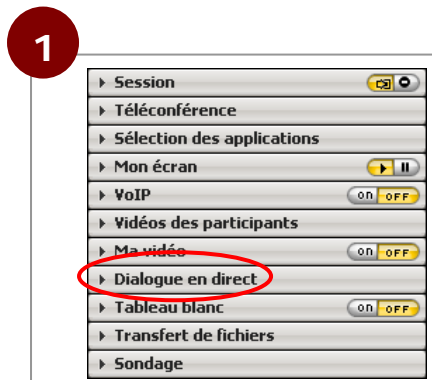 1
Session
Téléconférence
Sélection des applications
Mon écran
VoIP on OFF
Vidéos des participants
Ma vidéo on OFF
Dialogue en direct
Tableau blanc on OFF
Transfert de fichiers
Sondage